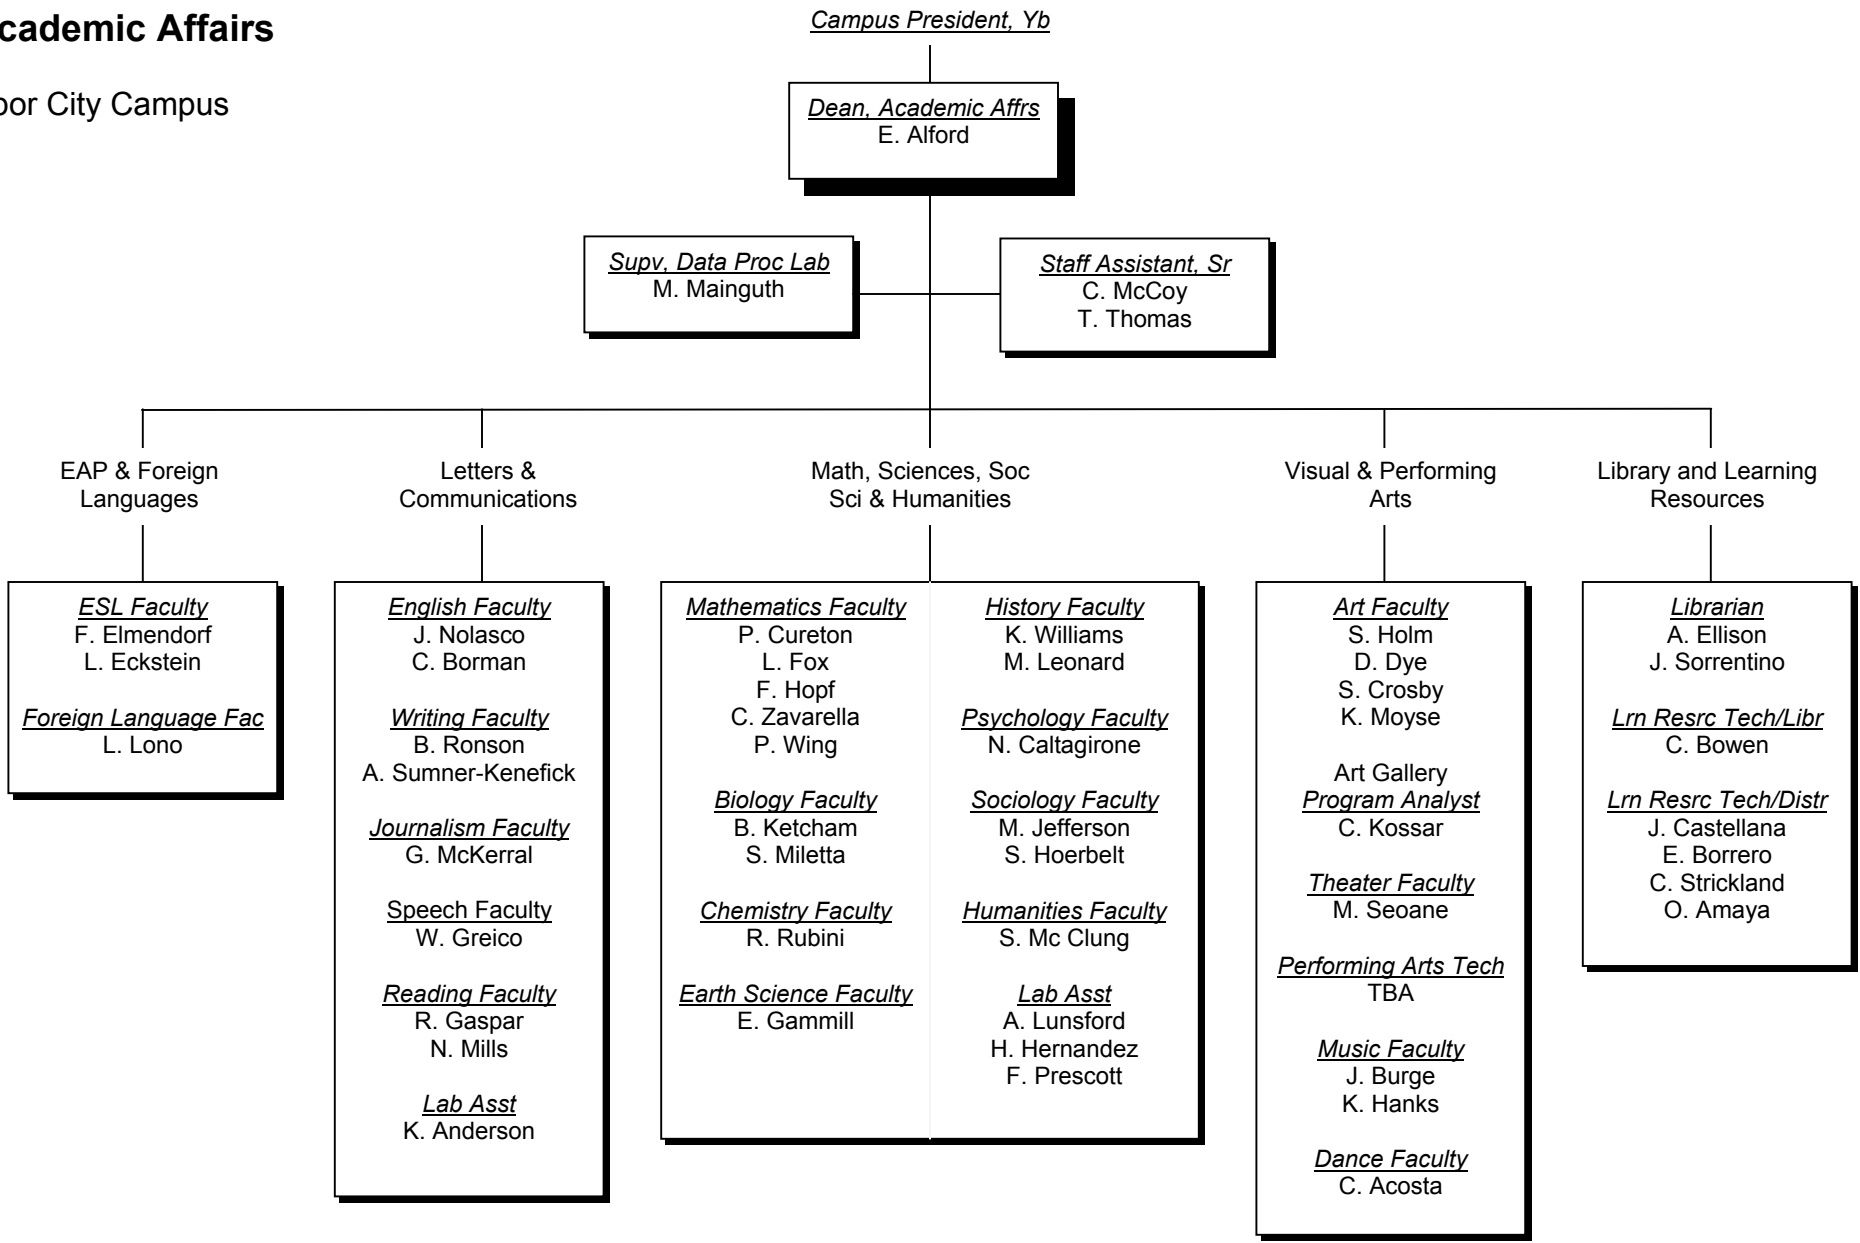 cademic Affairs
oor City Campus
Campus President, Yb
Dean, Academic Affrs
E. Alford
Supv, Data Proc Lab
M. Mainguth
Staff Assistant, Sr
C. McCoy
T. Thomas
EAP & Foreign
Languages
Letters &
Communications
Math, Sciences, Soc
Sci & Humanities
Visual & Performing
Arts
Library and Learning
Resources
ESL Faculty
F. Elmendorf
L. Eckstein
Foreign Language Fac
L. Lono
English Faculty
J. Nolasco
C. Borman
Writing Faculty
B. Ronson
A. Sumner-Kenefick
Journalism Faculty
G. McKerral
Speech Faculty
W. Greico
Reading Faculty
R. Gaspar
N. Mills
Lab Asst
K. Anderson
Mathematics Faculty
P. Cureton
L. Fox
F. Hopf
C. Zavarella
P. Wing
Biology Faculty
B. Ketcham
S. Miletta
Chemistry Faculty
R. Rubini
Earth Science Faculty
E. Gammill
History Faculty
K. Williams
M. Leonard
Psychology Faculty
N. Caltagirone
Sociology Faculty
M. Jefferson
S. Hoerbelt
Humanities Faculty
S. Mc Clung
Lab Asst
A. Lunsford
H. Hernandez
F. Prescott
Art Faculty
S. Holm
D. Dye
S. Crosby
K. Moyse
Art Gallery
Program Analyst
C. Kossar
Theater Faculty
M. Seoane
Performing Arts Tech
TBA
Music Faculty
J. Burge
K. Hanks
Dance Faculty
C. Acosta
Librarian
A. Ellison
J. Sorrentino
Lrn Resrc Tech/Libr
C. Bowen
Lrn Resrc Tech/Distr
J. Castellana
E. Borrero
C. Strickland
O. Amaya